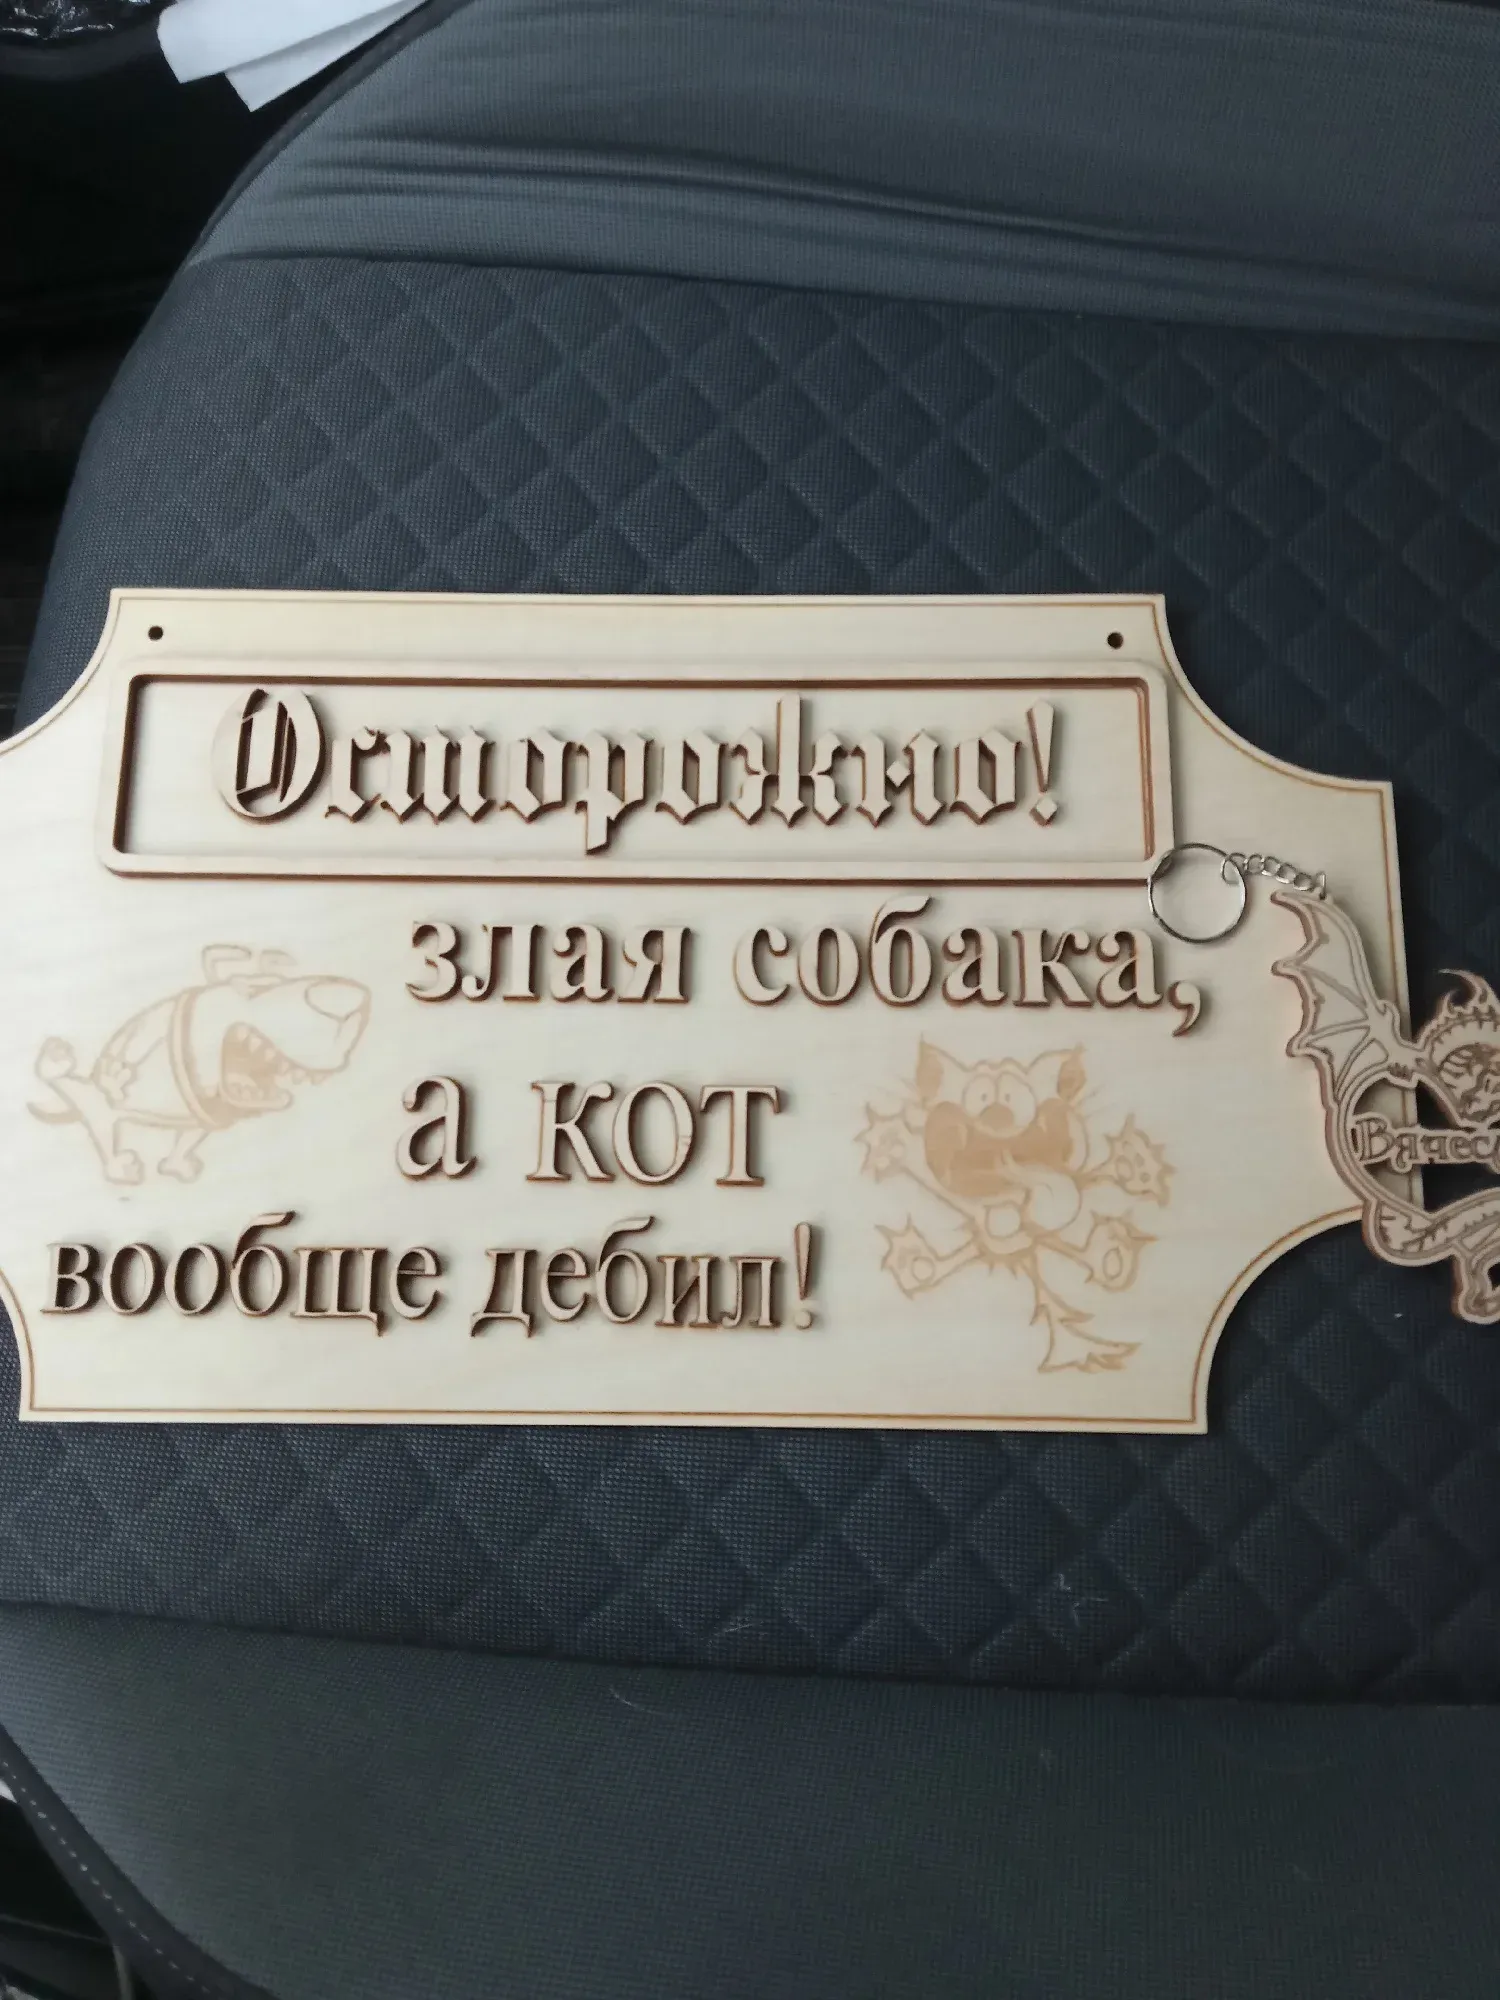 Осторожно!
злая собака,
а кот
вообще дебил!